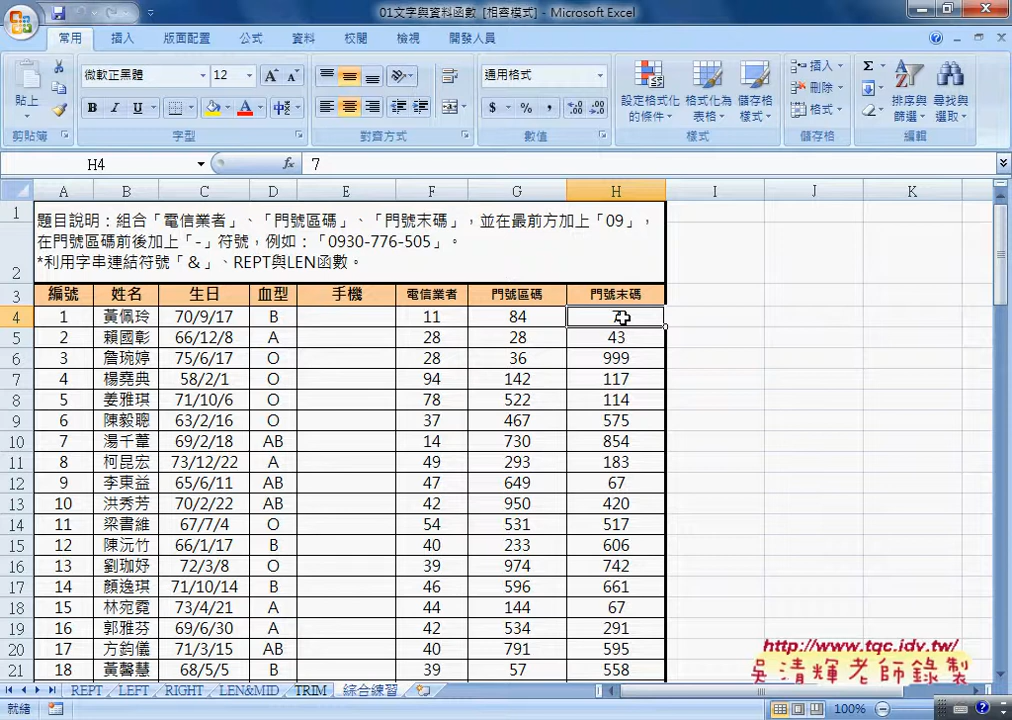 01文字與資料函數 [相容模式] - Microsoft Excel
常用 插入 版面配置 公式 資料 校閱 檢視 開發人員
貼上 微軟正黑體 12 通用格式 設定格式化的條件 格式化為表格 儲存格樣式 插入 刪除 格式 排序與篩選 尋找與選取
剪貼簿 字型 對齊方式 數值 樣式 儲存格 編輯
H4 fx 7
A B C D E F G H I J K
1 題目說明：組合「電信業者」、「門號區碼」、「門號末碼」，並在最前方加上「09」，
在門號區碼前後加上「-」符號，例如：「0930-776-505」。
2 *利用字串連結符號「&」、REPT與LEN函數。
3 編號 姓名 生日 血型 手機 電信業者 門號區碼 門號末碼
4 1 黃佩玲 70/9/17 B 11 84 7
5 2 賴國彰 66/12/8 A 28 28 43
6 3 詹琬婷 75/6/17 O 28 36 999
7 4 楊堯典 58/2/1 O 94 142 117
8 5 姜雅琪 71/10/6 O 78 522 114
9 6 陳毅聰 63/2/16 O 37 467 575
10 7 湯千葦 69/2/18 AB 14 730 854
11 8 柯昆宏 73/12/22 A 49 293 183
12 9 李東益 65/6/11 AB 47 649 67
13 10 洪秀芳 70/2/22 AB 42 950 420
14 11 梁書維 67/7/4 O 54 531 517
15 12 陳沅竹 66/1/17 B 40 233 606
16 13 劉珈妤 72/3/8 O 39 974 742
17 14 顏逸琪 71/10/14 B 46 596 661
18 15 林宛霓 73/4/21 A 44 144 67
19 16 郭雅芬 69/6/30 A 42 534 291
20 17 方鈞儀 71/3/15 AB 40 791 595
21 18 黃馨慧 68/5/5 B 39 57 558
http://www.tqc.idv.tw/
吳清輝老師錄製
REPT LEFT RIGHT LEN&MID TRIM 綜合練習
就緒 100%